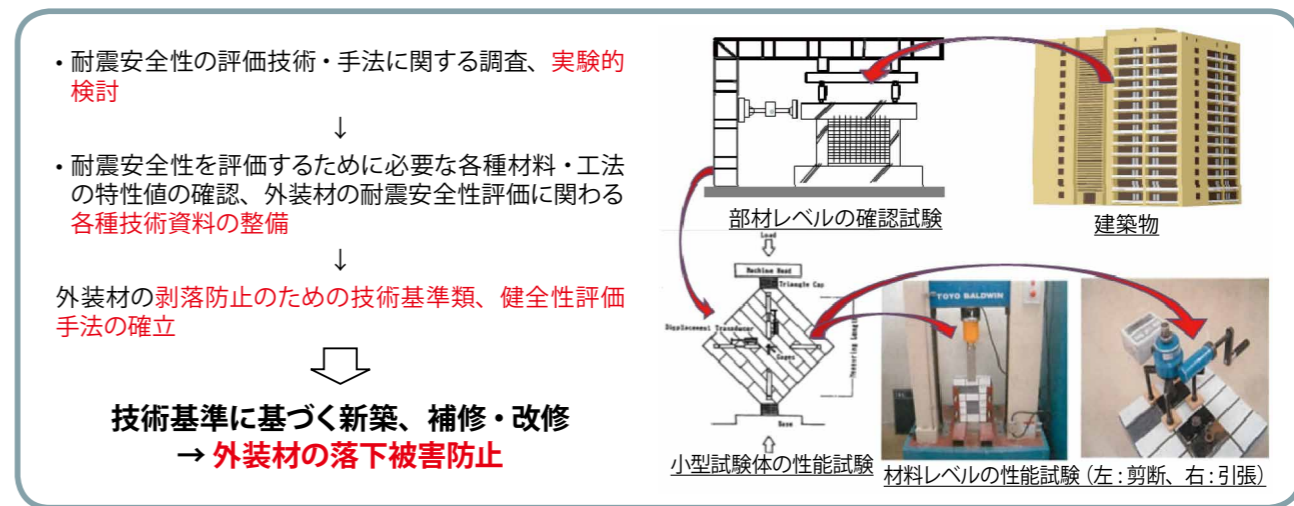 ・耐震安全性の評価技術・手法に関する調査、実験的
検討
↓
・耐震安全性を評価するために必要な各種材料・工法
の特性値の確認、外装材の耐震安全性評価に関わる
各種技術資料の整備
↓
外装材の剥落防止のための技術基準類、健全性評価
手法の確立
技術基準に基づく新築、補修・改修
→ 外装材の落下被害防止
部材レベルの確認試験
建築物
Load
Machine Head
Triangle Cap
Displacement Transducer
Gages
Measuring Length
Base
小型試験体の性能試験
TOYO BALDWIN
材料レベルの性能試験（左：剪断、右：引張）